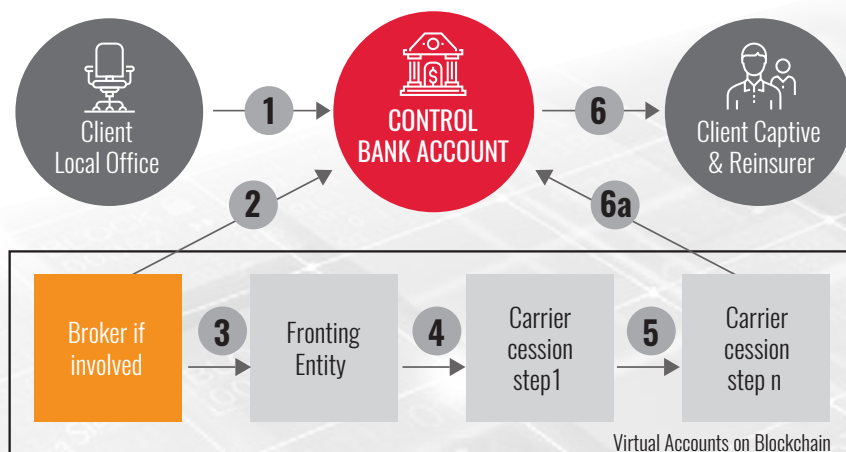 Client
Local Office
1
CONTROL
BANK ACCOUNT
6
Client Captive
& Reinsurer
2
6a
Broker if
involved
3
Fronting
Entity
4
Carrier
cession
step1
5
Carrier
cession
step n
Virtual Accounts on Blockchain
$